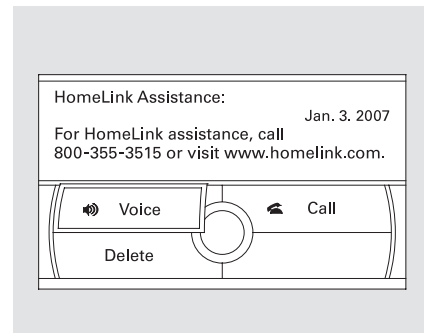 HomeLink Assistance:
Jan. 3. 2007
For HomeLink assistance, call
800-355-3515 or visit www.homelink.com.
Voice
Call
Delete